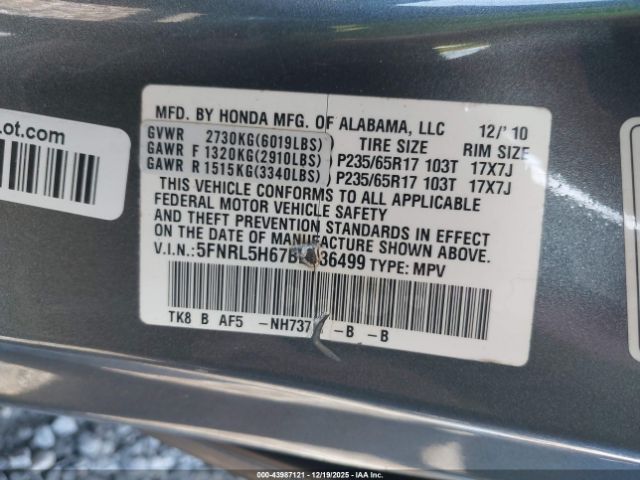 MFD. BY HONDA MFG. OF ALABAMA, LLC 12/'10
GVWR 2730KG(6019LBS) TIRE SIZE RIM SIZE
GAWR F 1320KG(2910LBS) P235/65R17 103T 17X7J
GAWR R 1515KG(3340LBS) P235/65R17 103T 17X7J
THIS VEHICLE CONFORMS TO ALL APPLICABLE
FEDERAL MOTOR VEHICLE SAFETY
AND THEFT PREVENTION STANDARDS IN EFFECT
ON THE DATE OF MANUFACTURE SHOWN ABOVE.
V.I.N.: TYPE: MPV
TK8 B AF5 -B -B
ot.com
000-43987121 - 12/19/2025 - IAAI, Inc.